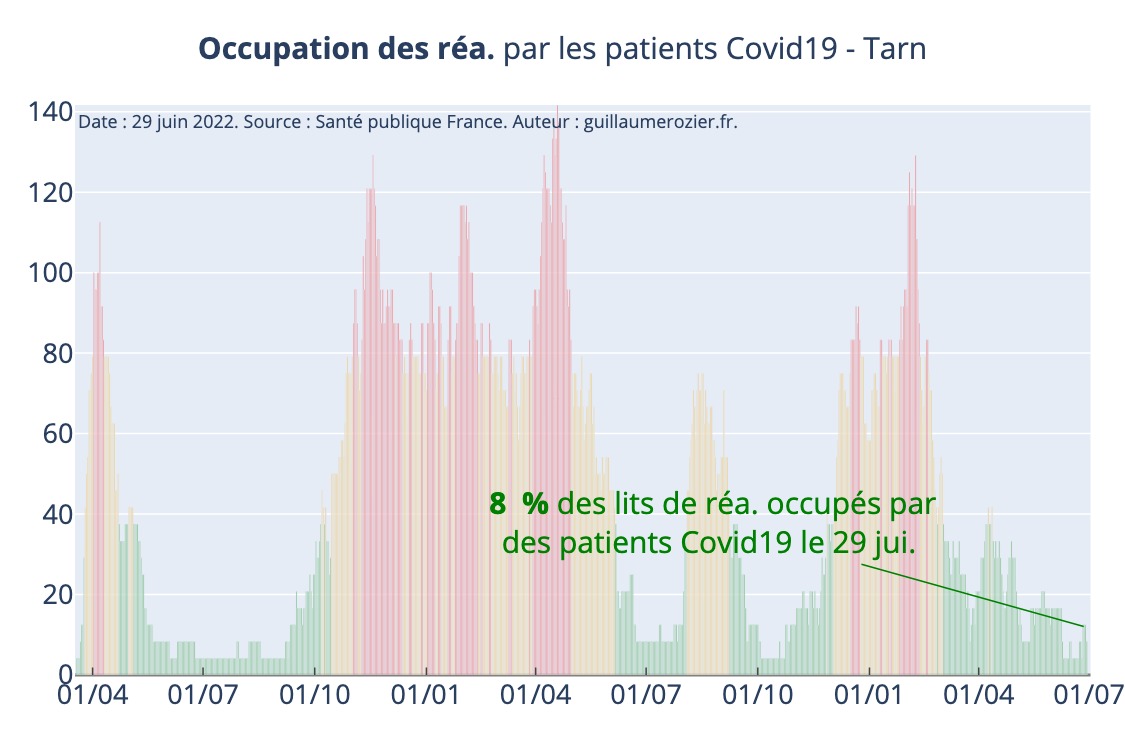 Occupation des réa. par les patients Covid19 - Tarn
140
Date : 29 juin 2022. Source : Santé publique France. Auteur : guillaumerozier.fr.
120
100
80
60
40
20
0
8 % des lits de réa. occupés par
des patients Covid19 le 29 jui.
01/04 01/07 01/10 01/01 01/04 01/07 01/10 01/01 01/04 01/07